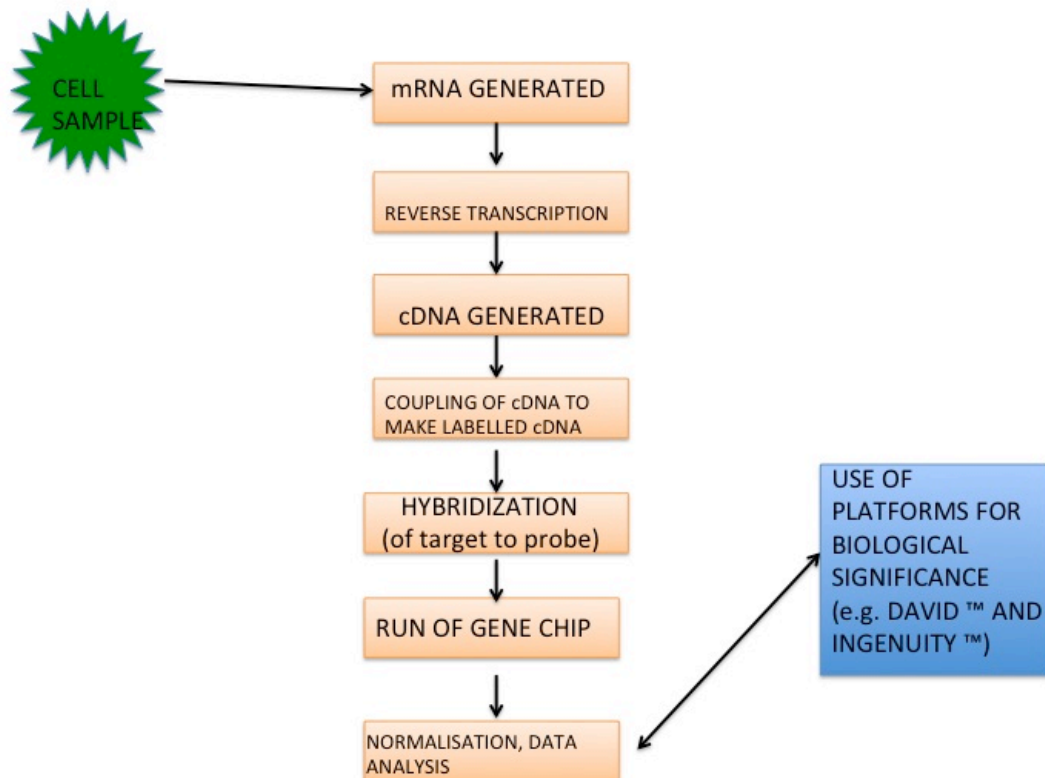 CELL
SAMPLE
mRNA GENERATED
REVERSE TRANSCRIPTION
cDNA GENERATED
COUPLING OF cDNA TO
MAKE LABELLED cDNA
HYBRIDIZATION
(of target to probe)
RUN OF GENE CHIP
NORMALISATION, DATA
ANALYSIS
USE OF
PLATFORMS FOR
BIOLOGICAL
SIGNIFICANCE
(e.g. DAVID ™ AND
INGENUITY ™)